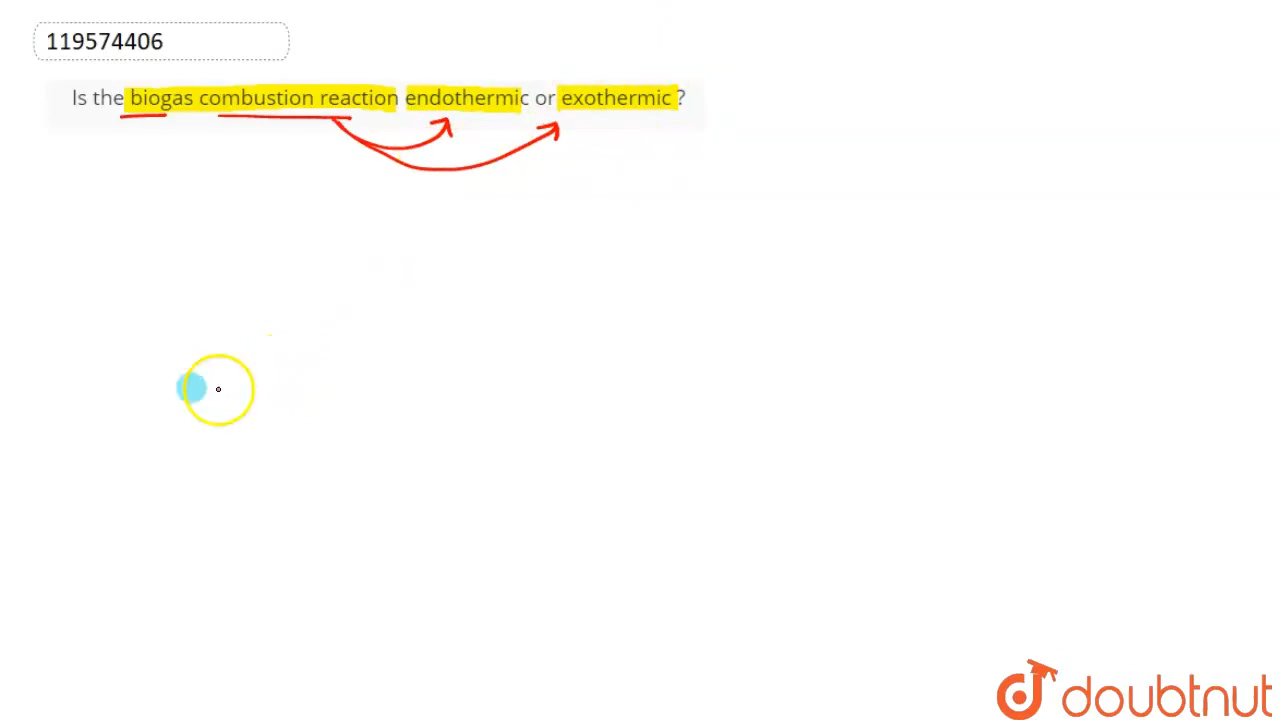 119574406
Is the biogas combustion reaction endothermic or exothermic ?
doubtnut